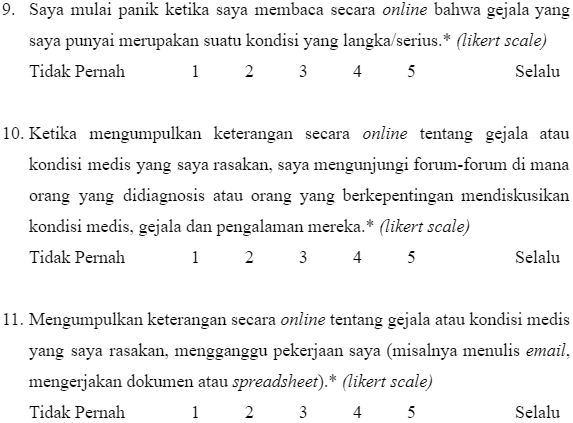 9. Saya mulai panik ketika saya membaca secara online bahwa gejala yang
saya punyai merupakan suatu kondisi yang langka/serius.* (likert scale)
Tidak Pernah 1 2 3 4 5 Selalu
10. Ketika mengumpulkan keterangan secara online tentang gejala atau
kondisi medis yang saya rasakan, saya mengunjungi forum-forum di mana
orang yang didiagnosis atau orang yang berkepentingan mendiskusikan
kondisi medis, gejala dan pengalaman mereka.* (likert scale)
Tidak Pernah 1 2 3 4 5 Selalu
11. Mengumpulkan keterangan secara online tentang gejala atau kondisi medis
yang saya rasakan, mengganggu pekerjaan saya (misalnya menulis email,
mengerjakan dokumen atau spreadsheet).* (likert scale)
Tidak Pernah 1 2 3 4 5 Selalu